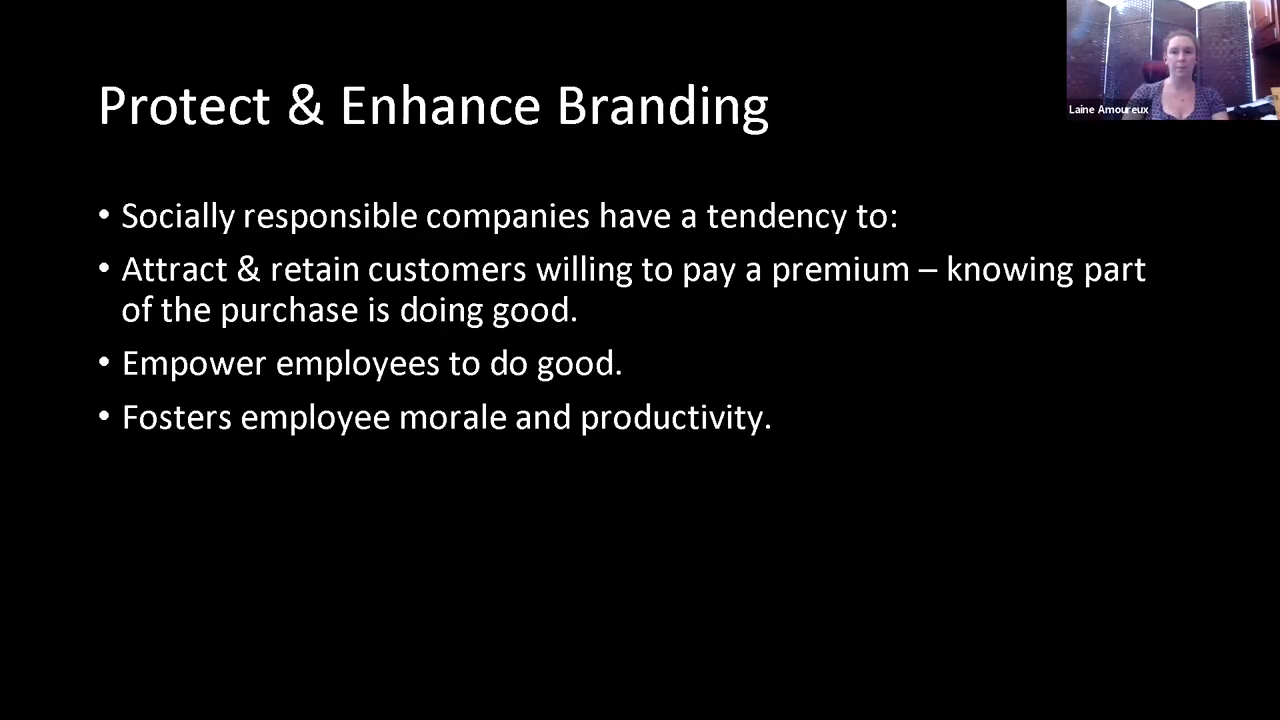 Protect & Enhance Branding
Laine Amoureux
• Socially responsible companies have a tendency to:
• Attract & retain customers willing to pay a premium – knowing part
of the purchase is doing good.
• Empower employees to do good.
• Fosters employee morale and productivity.